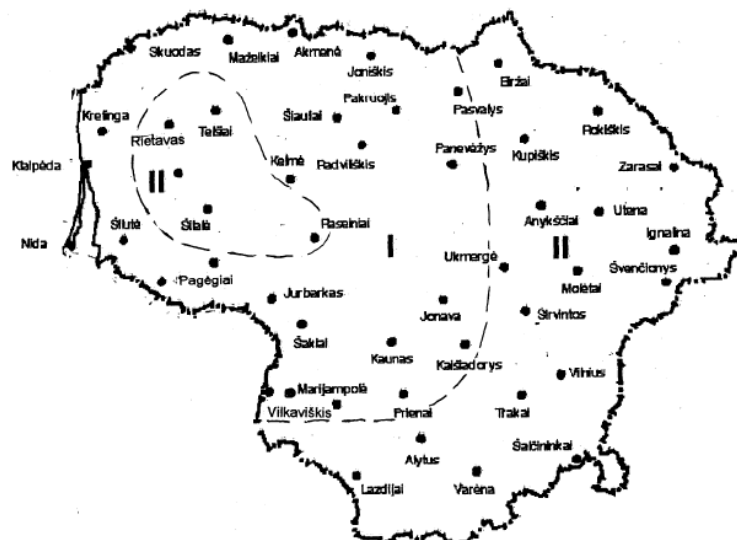 Skuodas
Mažeikiai
Akmenė
Joniškis
Biržai
Pakruojis
Pasvalys
Kretinga
Rietavas
Telšiai
Šiauliai
Rokiškis
Radviliškis
Panevėžys
Kupiškis
Klaipėda
Kelmė
Zarasai
II
Šilutė
Šilalė
Raseiniai
Anykščiai
Utena
Nida
I
II
Ignalina
Ukmergė
Pagėgiai
Molėtai
Švenčionys
Jurbarkas
Jonava
Širvintos
Šakiai
Kaunas
Kaišiadorys
Vilnius
Marijampolė
Vilkaviškis
Prienai
Trakai
Alytus
Šalčininkai
Lazdijai
Varėna